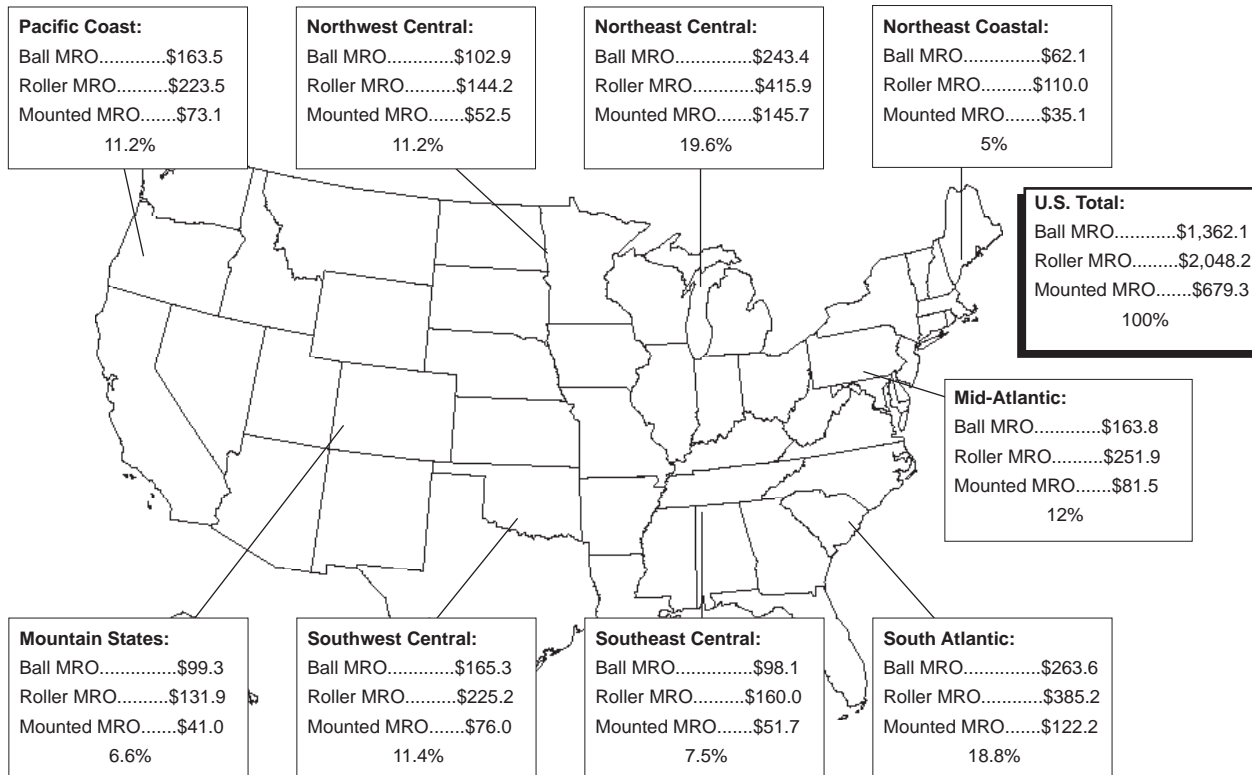 Pacific Coast:
Ball MRO.............$163.5
Roller MRO..........$223.5
Mounted MRO.......$73.1
11.2%
Northwest Central:
Ball MRO.............$102.9
Roller MRO..........$144.2
Mounted MRO.......$52.5
11.2%
Northeast Central:
Ball MRO.............$243.4
Roller MRO..........$415.9
Mounted MRO.......$145.7
19.6%
Northeast Coastal:
Ball MRO...............$62.1
Roller MRO..........$110.0
Mounted MRO.......$35.1
5%
U.S. Total:
Ball MRO............$1,362.1
Roller MRO.........$2,048.2
Mounted MRO.......$679.3
100%
Mid-Atlantic:
Ball MRO.............$163.8
Roller MRO..........$251.9
Mounted MRO.......$81.5
12%
Mountain States:
Ball MRO...............$99.3
Roller MRO..........$131.9
Mounted MRO.......$41.0
6.6%
Southwest Central:
Ball MRO.............$165.3
Roller MRO..........$225.2
Mounted MRO.......$76.0
11.4%
Southeast Central:
Ball MRO...............$98.1
Roller MRO..........$160.0
Mounted MRO.......$51.7
7.5%
South Atlantic:
Ball MRO.............$263.6
Roller MRO..........$385.2
Mounted MRO.......$122.2
18.8%